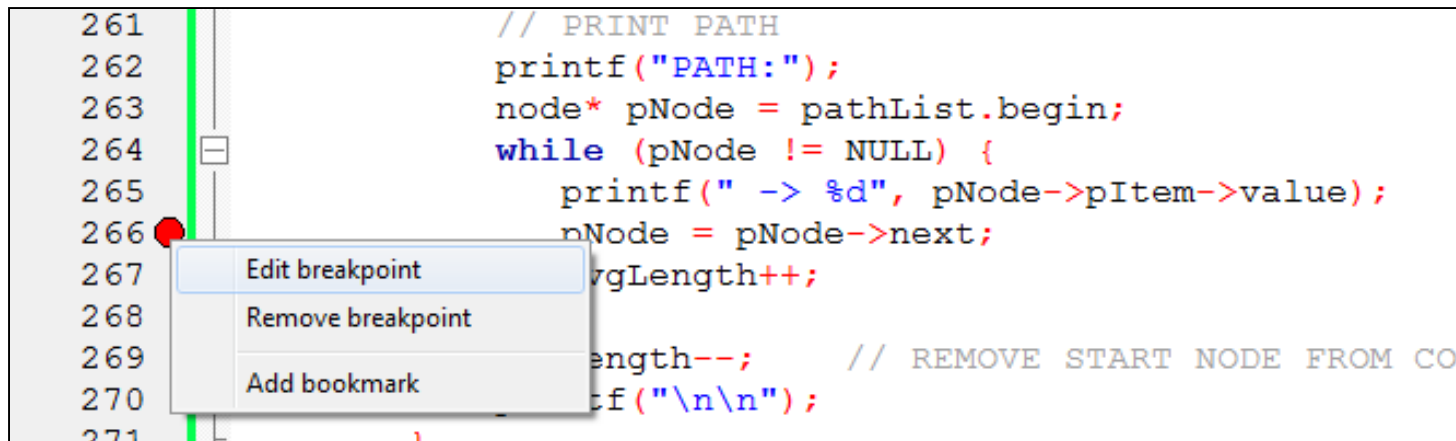 261 // PRINT PATH
262 printf("PATH:");
263 node* pNode = pathList.begin;
264 while (pNode != NULL) {
265 printf(" -> %d", pNode->pItem->value);
266 pNode = pNode->next;
267 Edit breakpoint vgLength++;
268 Remove breakpoint
269 ength--; // REMOVE START NODE FROM CO
270 Add bookmark tf("\n\n");
271 }